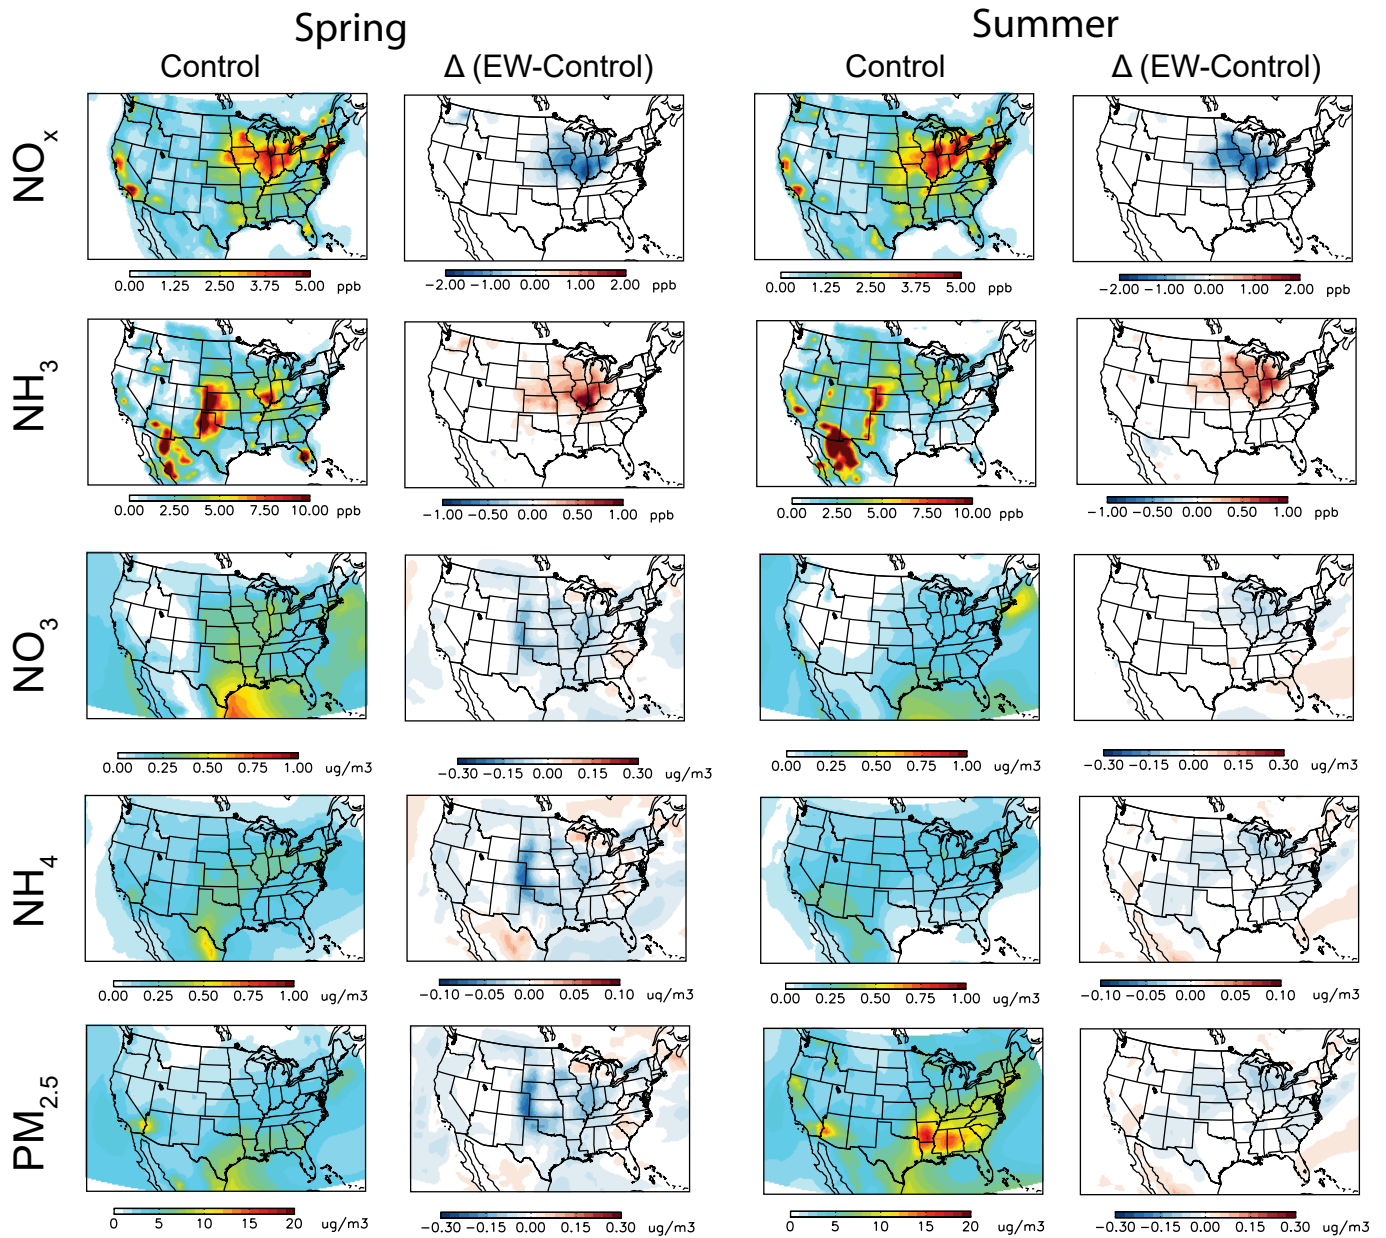 Spring Summer
Control Δ (EW-Control) Control Δ (EW-Control)
NOx
0.00 1.25 2.50 3.75 5.00 ppb
−2.00 −1.00 0.00 1.00 2.00 ppb
0.00 1.25 2.50 3.75 5.00 ppb
−2.00 −1.00 0.00 1.00 2.00 ppb
NH3
0.00 2.50 5.00 7.50 10.00 ppb
−1.00 −0.50 0.00 0.50 1.00 ppb
0.00 2.50 5.00 7.50 10.00 ppb
−1.00 −0.50 0.00 0.50 1.00 ppb
NO3
0.00 0.25 0.50 0.75 1.00 ug/m3
−0.30 −0.15 0.00 0.15 0.30 ug/m3
0.00 0.25 0.50 0.75 1.00 ug/m3
−0.30 −0.15 0.00 0.15 0.30 ug/m3
NH4
0.00 0.25 0.50 0.75 1.00 ug/m3
−0.10 −0.05 0.00 0.05 0.10 ug/m3
0.00 0.25 0.50 0.75 1.00 ug/m3
−0.10 −0.05 0.00 0.05 0.10 ug/m3
PM2.5
0 5 10 15 20 ug/m3
−0.30 −0.15 0.00 0.15 0.30 ug/m3
0 5 10 15 20 ug/m3
−0.30 −0.15 0.00 0.15 0.30 ug/m3